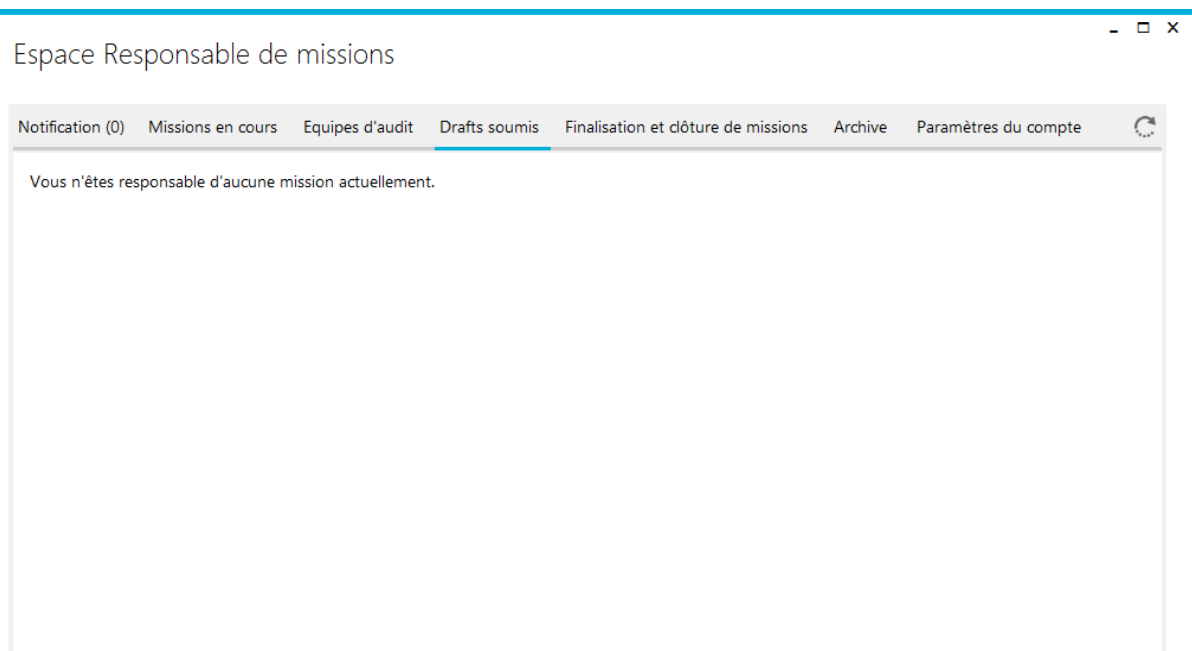 Espace Responsable de missions
Notification (0) Missions en cours Equipes d'audit Drafts soumis Finalisation et clôture de missions Archive Paramètres du compte
Vous n'êtes responsable d'aucune mission actuellement.